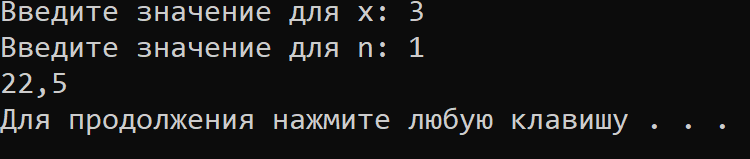 Введите значение для x: 3
Введите значение для n: 1
22,5
Для продолжения нажмите любую клавишу . . .